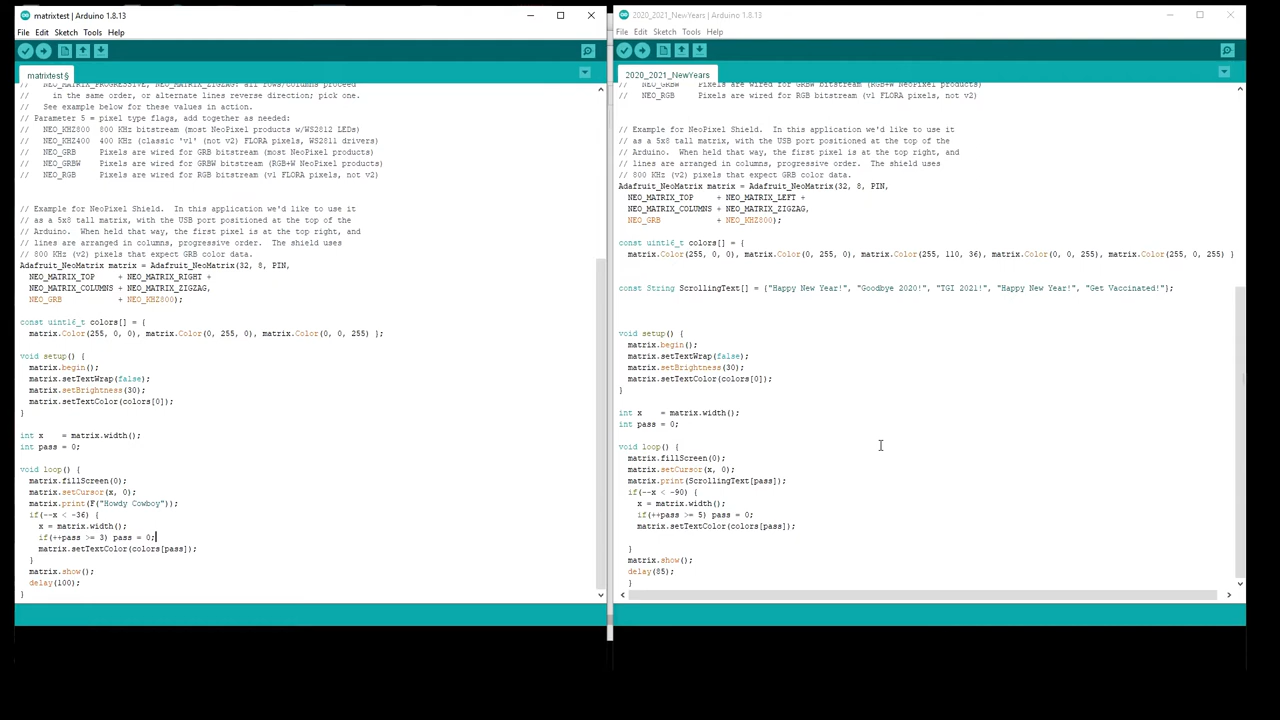 matrixtest | Arduino 1.8.13
File Edit Sketch Tools Help
matrixtest §
// NEO_MATRIX_PROGRESSIVE, NEO_MATRIX_ZIGZAG: all rows/columns proceed
//     in the same order, or alternate lines reverse direction; pick one.
//   See example below for these values in action.
// Parameter 5 = pixel type flags, add together as needed:
//   NEO_KHZ800  800 KHz bitstream (most NeoPixel products w/WS2812 LEDs)
//   NEO_KHZ400  400 KHz (classic 'v1' (not v2) FLORA pixels, WS2811 drivers)
//   NEO_GRB     Pixels are wired for GRB bitstream (most NeoPixel products)
//   NEO_GRBW    Pixels are wired for GRBW bitstream (RGB+W NeoPixel products)
//   NEO_RGB     Pixels are wired for RGB bitstream (v1 FLORA pixels, not v2)
// Example for NeoPixel Shield.  In this application we'd like to use it
// as a 5x8 tall matrix, with the USB port positioned at the top of the
// Arduino.  When held that way, the first pixel is at the top right, and
// lines are arranged in columns, progressive order.  The shield uses
// 800 KHz (v2) pixels that expect GRB color data.
Adafruit_NeoMatrix matrix = Adafruit_NeoMatrix(32, 8, PIN,
  NEO_MATRIX_TOP     + NEO_MATRIX_RIGHT +
  NEO_MATRIX_COLUMNS + NEO_MATRIX_ZIGZAG,
  NEO_GRB            + NEO_KHZ800);
const uint16_t colors[] = {
  matrix.Color(255, 0, 0), matrix.Color(0, 255, 0), matrix.Color(0, 0, 255) };
void setup() {
  matrix.begin();
  matrix.setTextWrap(false);
  matrix.setBrightness(30);
  matrix.setTextColor(colors[0]);
}
int x    = matrix.width();
int pass = 0;
void loop() {
  matrix.fillScreen(0);
  matrix.setCursor(x, 0);
  matrix.print(F("Howdy Cowboy"));
  if(--x < -36) {
    x = matrix.width();
    if(++pass >= 3) pass = 0;
    matrix.setTextColor(colors[pass]);
  }
  matrix.show();
  delay(100);
}
2020_2021_NewYears | Arduino 1.8.13
File Edit Sketch Tools Help
2020_2021_NewYears
//   NEO_GRBW    Pixels are wired for GRBW bitstream (RGB+W NeoPixel products)
//   NEO_RGB     Pixels are wired for RGB bitstream (v1 FLORA pixels, not v2)
// Example for NeoPixel Shield.  In this application we'd like to use it
// as a 5x8 tall matrix, with the USB port positioned at the top of the
// Arduino.  When held that way, the first pixel is at the top right, and
// lines are arranged in columns, progressive order.  The shield uses
// 800 KHz (v2) pixels that expect GRB color data.
Adafruit_NeoMatrix matrix = Adafruit_NeoMatrix(32, 8, PIN,
  NEO_MATRIX_TOP     + NEO_MATRIX_LEFT +
  NEO_MATRIX_COLUMNS + NEO_MATRIX_ZIGZAG,
  NEO_GRB            + NEO_KHZ800);
const uint16_t colors[] = {
  matrix.Color(255, 0, 0), matrix.Color(0, 255, 0), matrix.Color(255, 110, 36), matrix.Color(0, 0, 255), matrix.Color(255, 0, 255) }
const String ScrollingText[] = {"Happy New Year!", "Goodbye 2020!", "TGI 2021!", "Happy New Year!", "Get Vaccinated!"};
void setup() {
  matrix.begin();
  matrix.setTextWrap(false);
  matrix.setBrightness(30);
  matrix.setTextColor(colors[0]);
}
int x    = matrix.width();
int pass = 0;
void loop() {
  matrix.fillScreen(0);
  matrix.setCursor(x, 0);
  matrix.print(ScrollingText[pass]);
  if(--x < -90) {
    x = matrix.width();
    if(++pass >= 5) pass = 0;
    matrix.setTextColor(colors[pass]);
  }
  matrix.show();
  delay(85);
  }